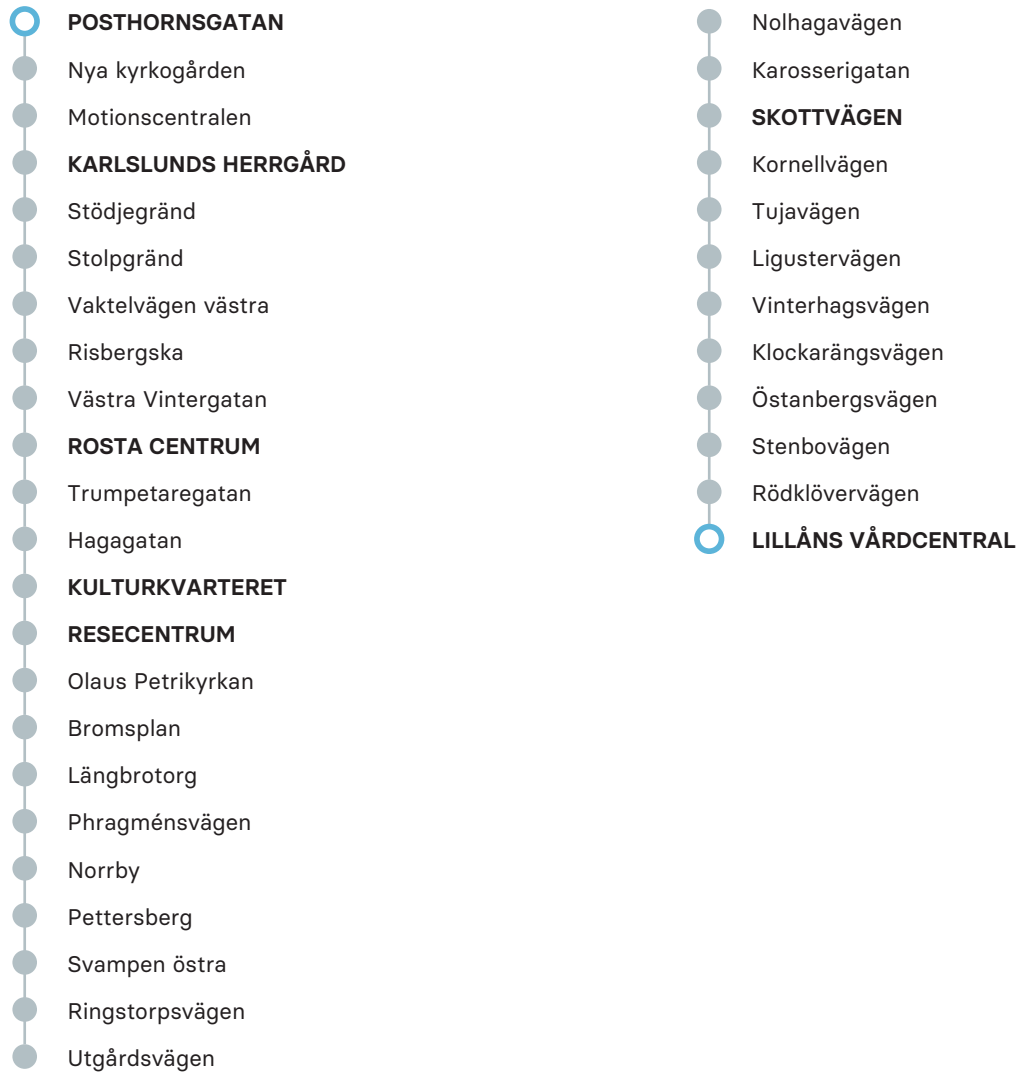 POSTHORNSGATAN
Nya kyrkogården
Motionscentralen
KARLSLUNDS HERRGÅRD
Stödjegränd
Stolpgränd
Vaktelvägen västra
Risbergska
Västra Vintergatan
ROSTA CENTRUM
Trumpetaregatan
Hagagatan
KULTURKVARTERET
RESECENTRUM
Olaus Petrikyrkan
Bromsplan
Längbrotorg
Phragménsvägen
Norrby
Pettersberg
Svampen östra
Ringstorpsvägen
Utgårdsvägen
Nolhagavägen
Karosserigatan
SKOTTVÄGEN
Kornellvägen
Tujavägen
Ligustervägen
Vinterhagsvägen
Klockarängsvägen
Östanbergsvägen
Stenbovägen
Rödklövervägen
LILLÅNS VÅRDCENTRAL